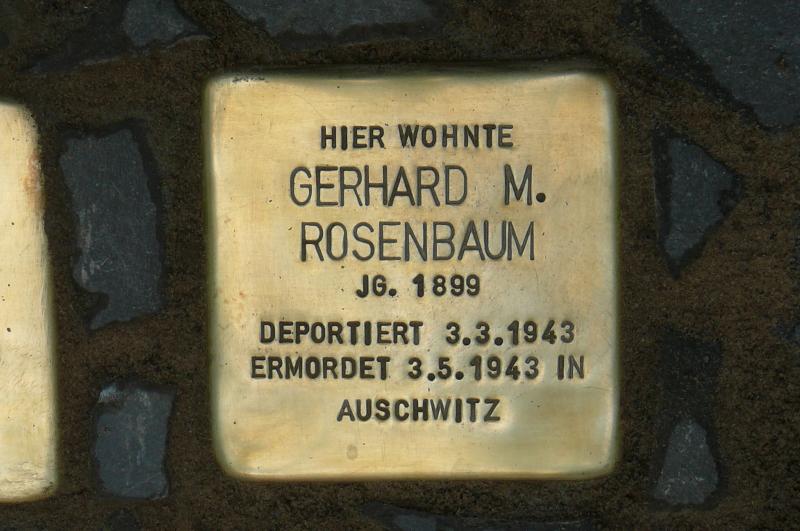 HIER WOHNTE
GERHARD M.
ROSENBAUM
JG. 1899
DEPORTIERT 3.3.1943
ERMORDET 3.5.1943 IN
AUSCHWITZ